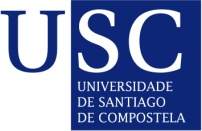 USC
UNIVERSIDADE
DE SANTIAGO
DE COMPOSTELA